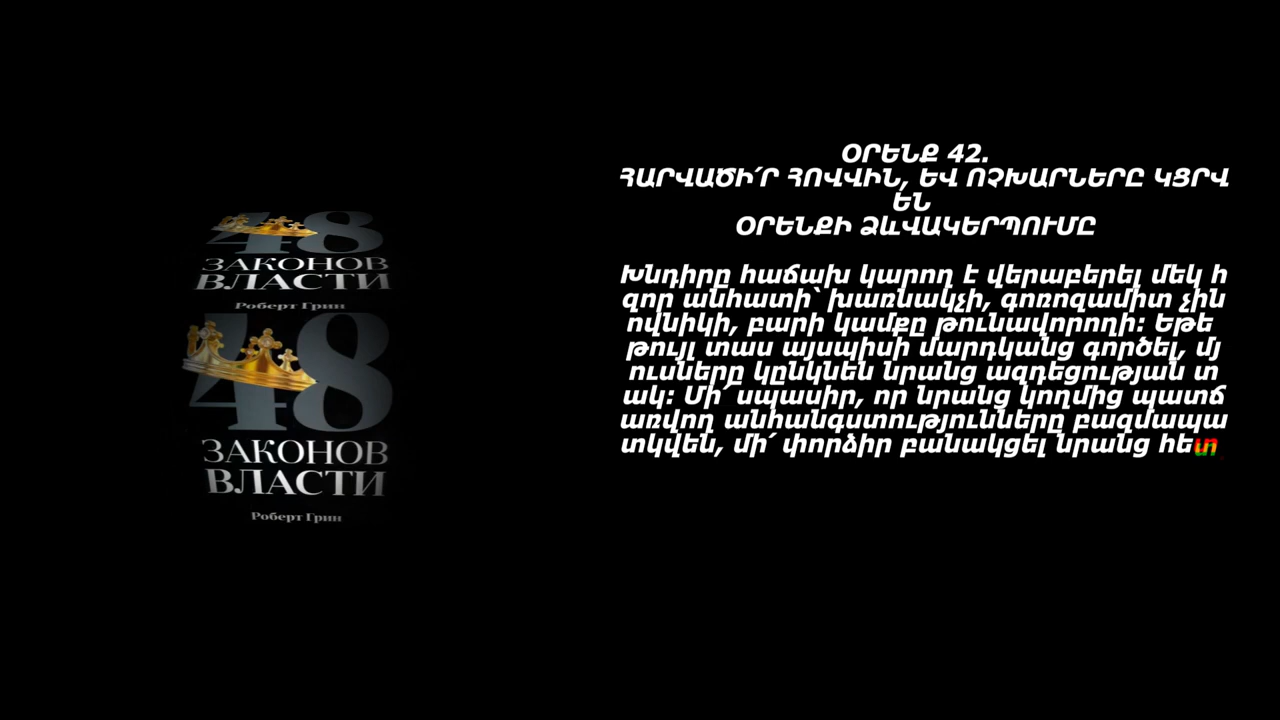 48
ЗАКОНОВ
ВЛАСТИ
Роберт Грин
48
ЗАКОНОВ
ВЛАСТИ
Роберт Грин
ՕՐԵՆՔ 42.
ՀԱՐՎԱԾԻ՛Ր ՀՈՎՎԻՆ, ԵՎ ՈՉԽԱՐՆԵՐԸ ԿՑՐՎ
ԵՆ
ՕՐԵՆՔԻ ՁևՎԱԿԵՐՊՈՒՄԸ
Խնդիրը հաճախ կարող է վերաբերել մեկ հ
զոր անհատի՝ խառնակչի, գոռոզամիտ չին
ովնիկի, բարի կամքը թունավորողի։ Եթե
թույլ տաս այսպիսի մարդկանց գործել, մյ
ուսները կընկնեն նրանց ազդեցության տ
ակ։ Մի՛ սպասիր, որ նրանց կողմից պատճ
առվող անհանգստությունները բազմապա
տկվեն, մի՛ փորձիր բանակցել նրանց հետ